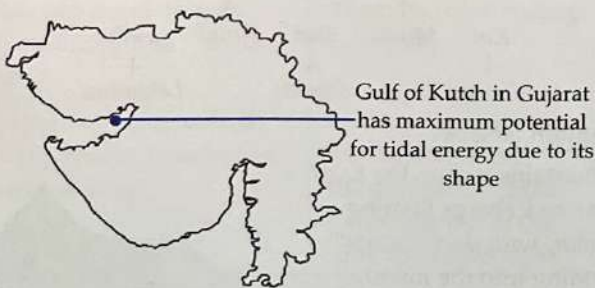 Gulf of Kutch in Gujarat
has maximum potential
for tidal energy due to its
shape